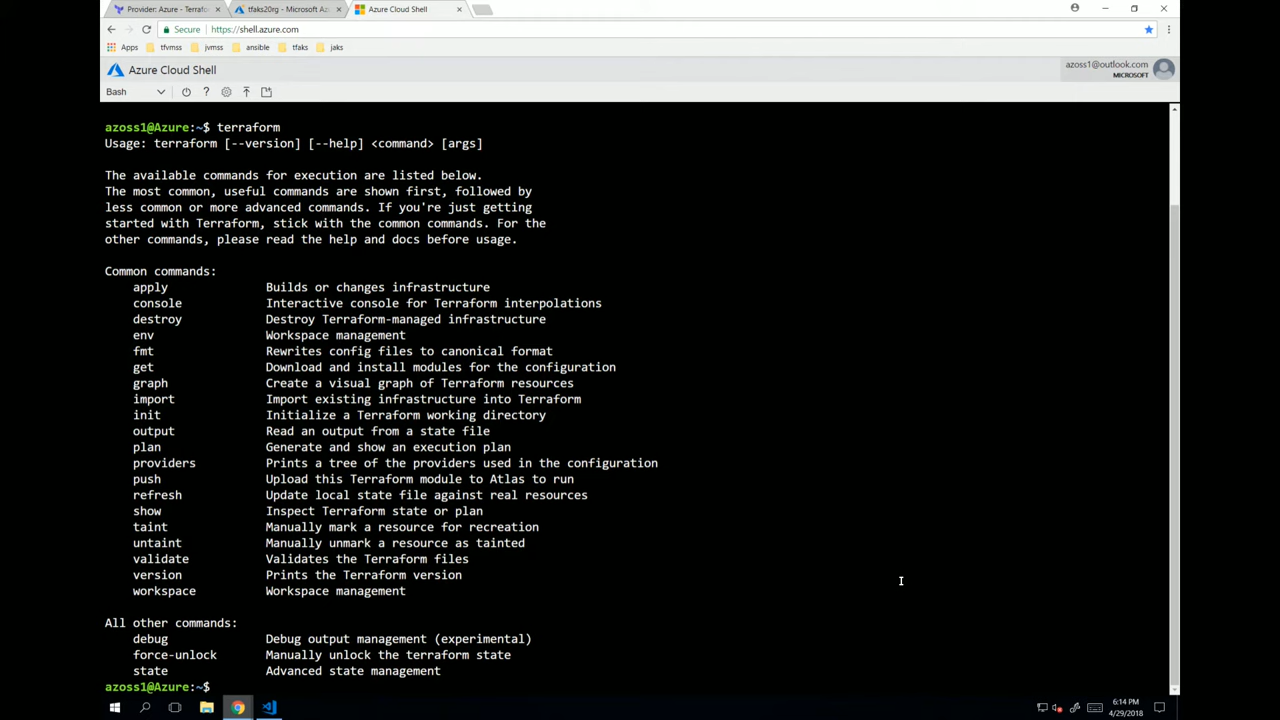 Provider: Azure - Terrafo
tfaks20rg - Microsoft Az
Azure Cloud Shell
Secure
https://shell.azure.com
Apps
tfvmss
jvmss
ansible
tfaks
jaks
Azure Cloud Shell
azoss1@outlook.com
MICROSOFT
Bash
azoss1@Azure:~$ terraform
Usage: terraform [--version] [--help] <command> [args]
The available commands for execution are listed below.
The most common, useful commands are shown first, followed by
less common or more advanced commands. If you're just getting
started with Terraform, stick with the common commands. For the
other commands, please read the help and docs before usage.
Common commands:
apply Builds or changes infrastructure
console Interactive console for Terraform interpolations
destroy Destroy Terraform-managed infrastructure
env Workspace management
fmt Rewrites config files to canonical format
get Download and install modules for the configuration
graph Create a visual graph of Terraform resources
import Import existing infrastructure into Terraform
init Initialize a Terraform working directory
output Read an output from a state file
plan Generate and show an execution plan
providers Prints a tree of the providers used in the configuration
push Upload this Terraform module to Atlas to run
refresh Update local state file against real resources
show Inspect Terraform state or plan
taint Manually mark a resource for recreation
untaint Manually unmark a resource as tainted
validate Validates the Terraform files
version Prints the Terraform version
workspace Workspace management
All other commands:
debug Debug output management (experimental)
force-unlock Manually unlock the terraform state
state Advanced state management
azoss1@Azure:~$
6:14 PM
4/29/2018